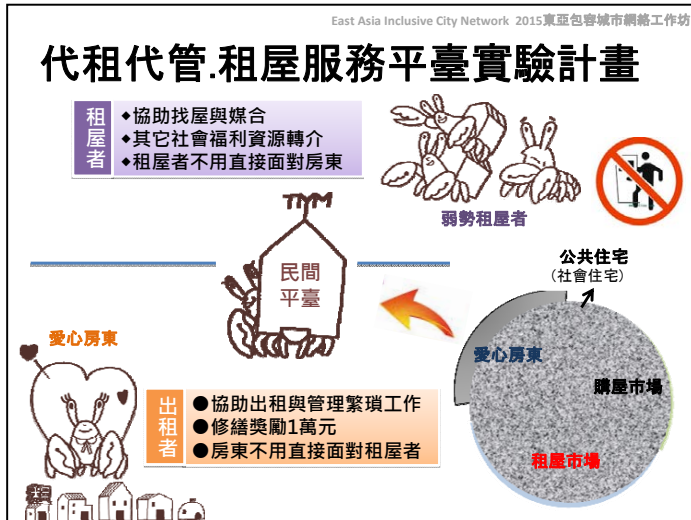 East Asia Inclusive City Network 2015東亞包容城市網絡工作坊
代租代管.租屋服務平臺實驗計畫
租屋者
◆協助找屋與媒合
◆其它社會福利資源轉介
◆租屋者不用直接面對房東
弱勢租屋者
TYM
民間
平臺
公共住宅
(社會住宅)
愛心房東
購屋市場
租屋市場
愛心房東
出租者
●協助出租與管理繁瑣工作
●修繕獎勵1萬元
●房東不用直接面對租屋者